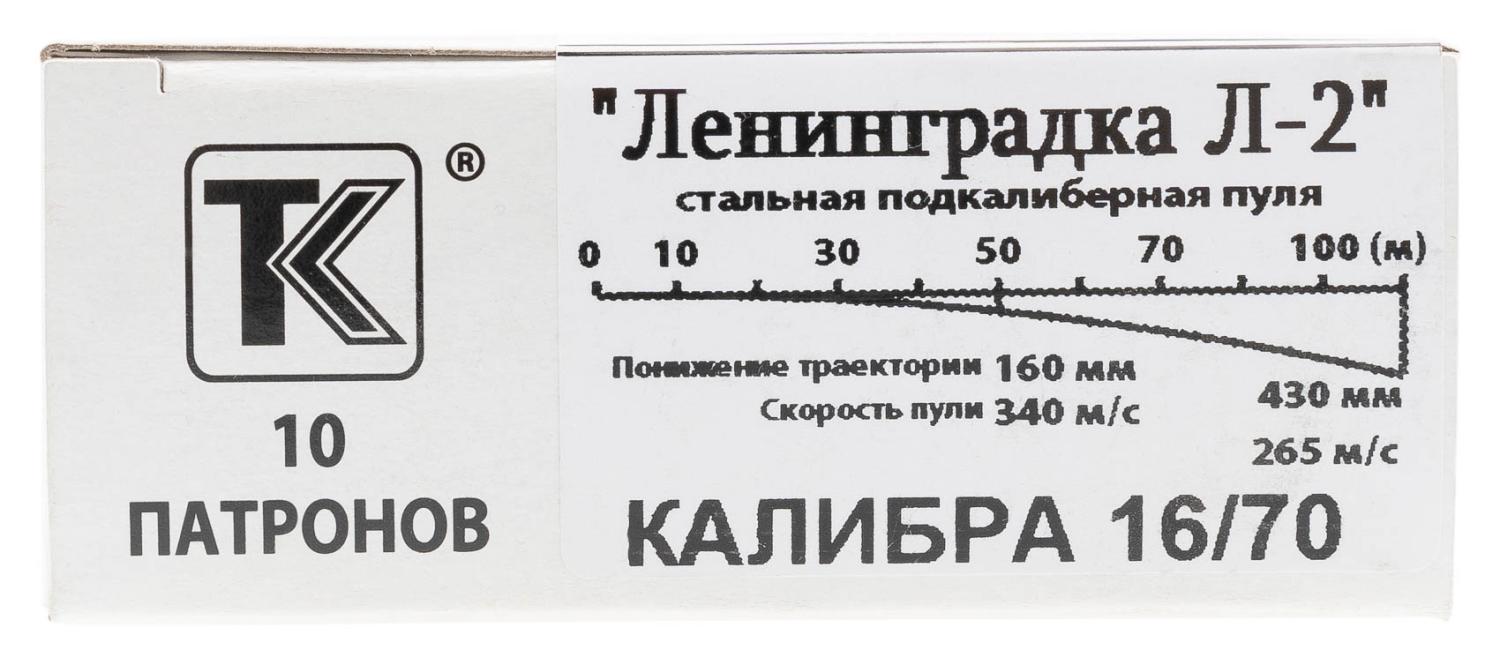 ТК ®
10
ПАТРОНОВ
"Ленинградка Л-2"
стальная подкалиберная пуля
0 10 30 50 70 100 (м)
Понижение траектории 160 мм
430 мм
Скорость пули 340 м/с
265 м/с
КАЛИБРА 16/70